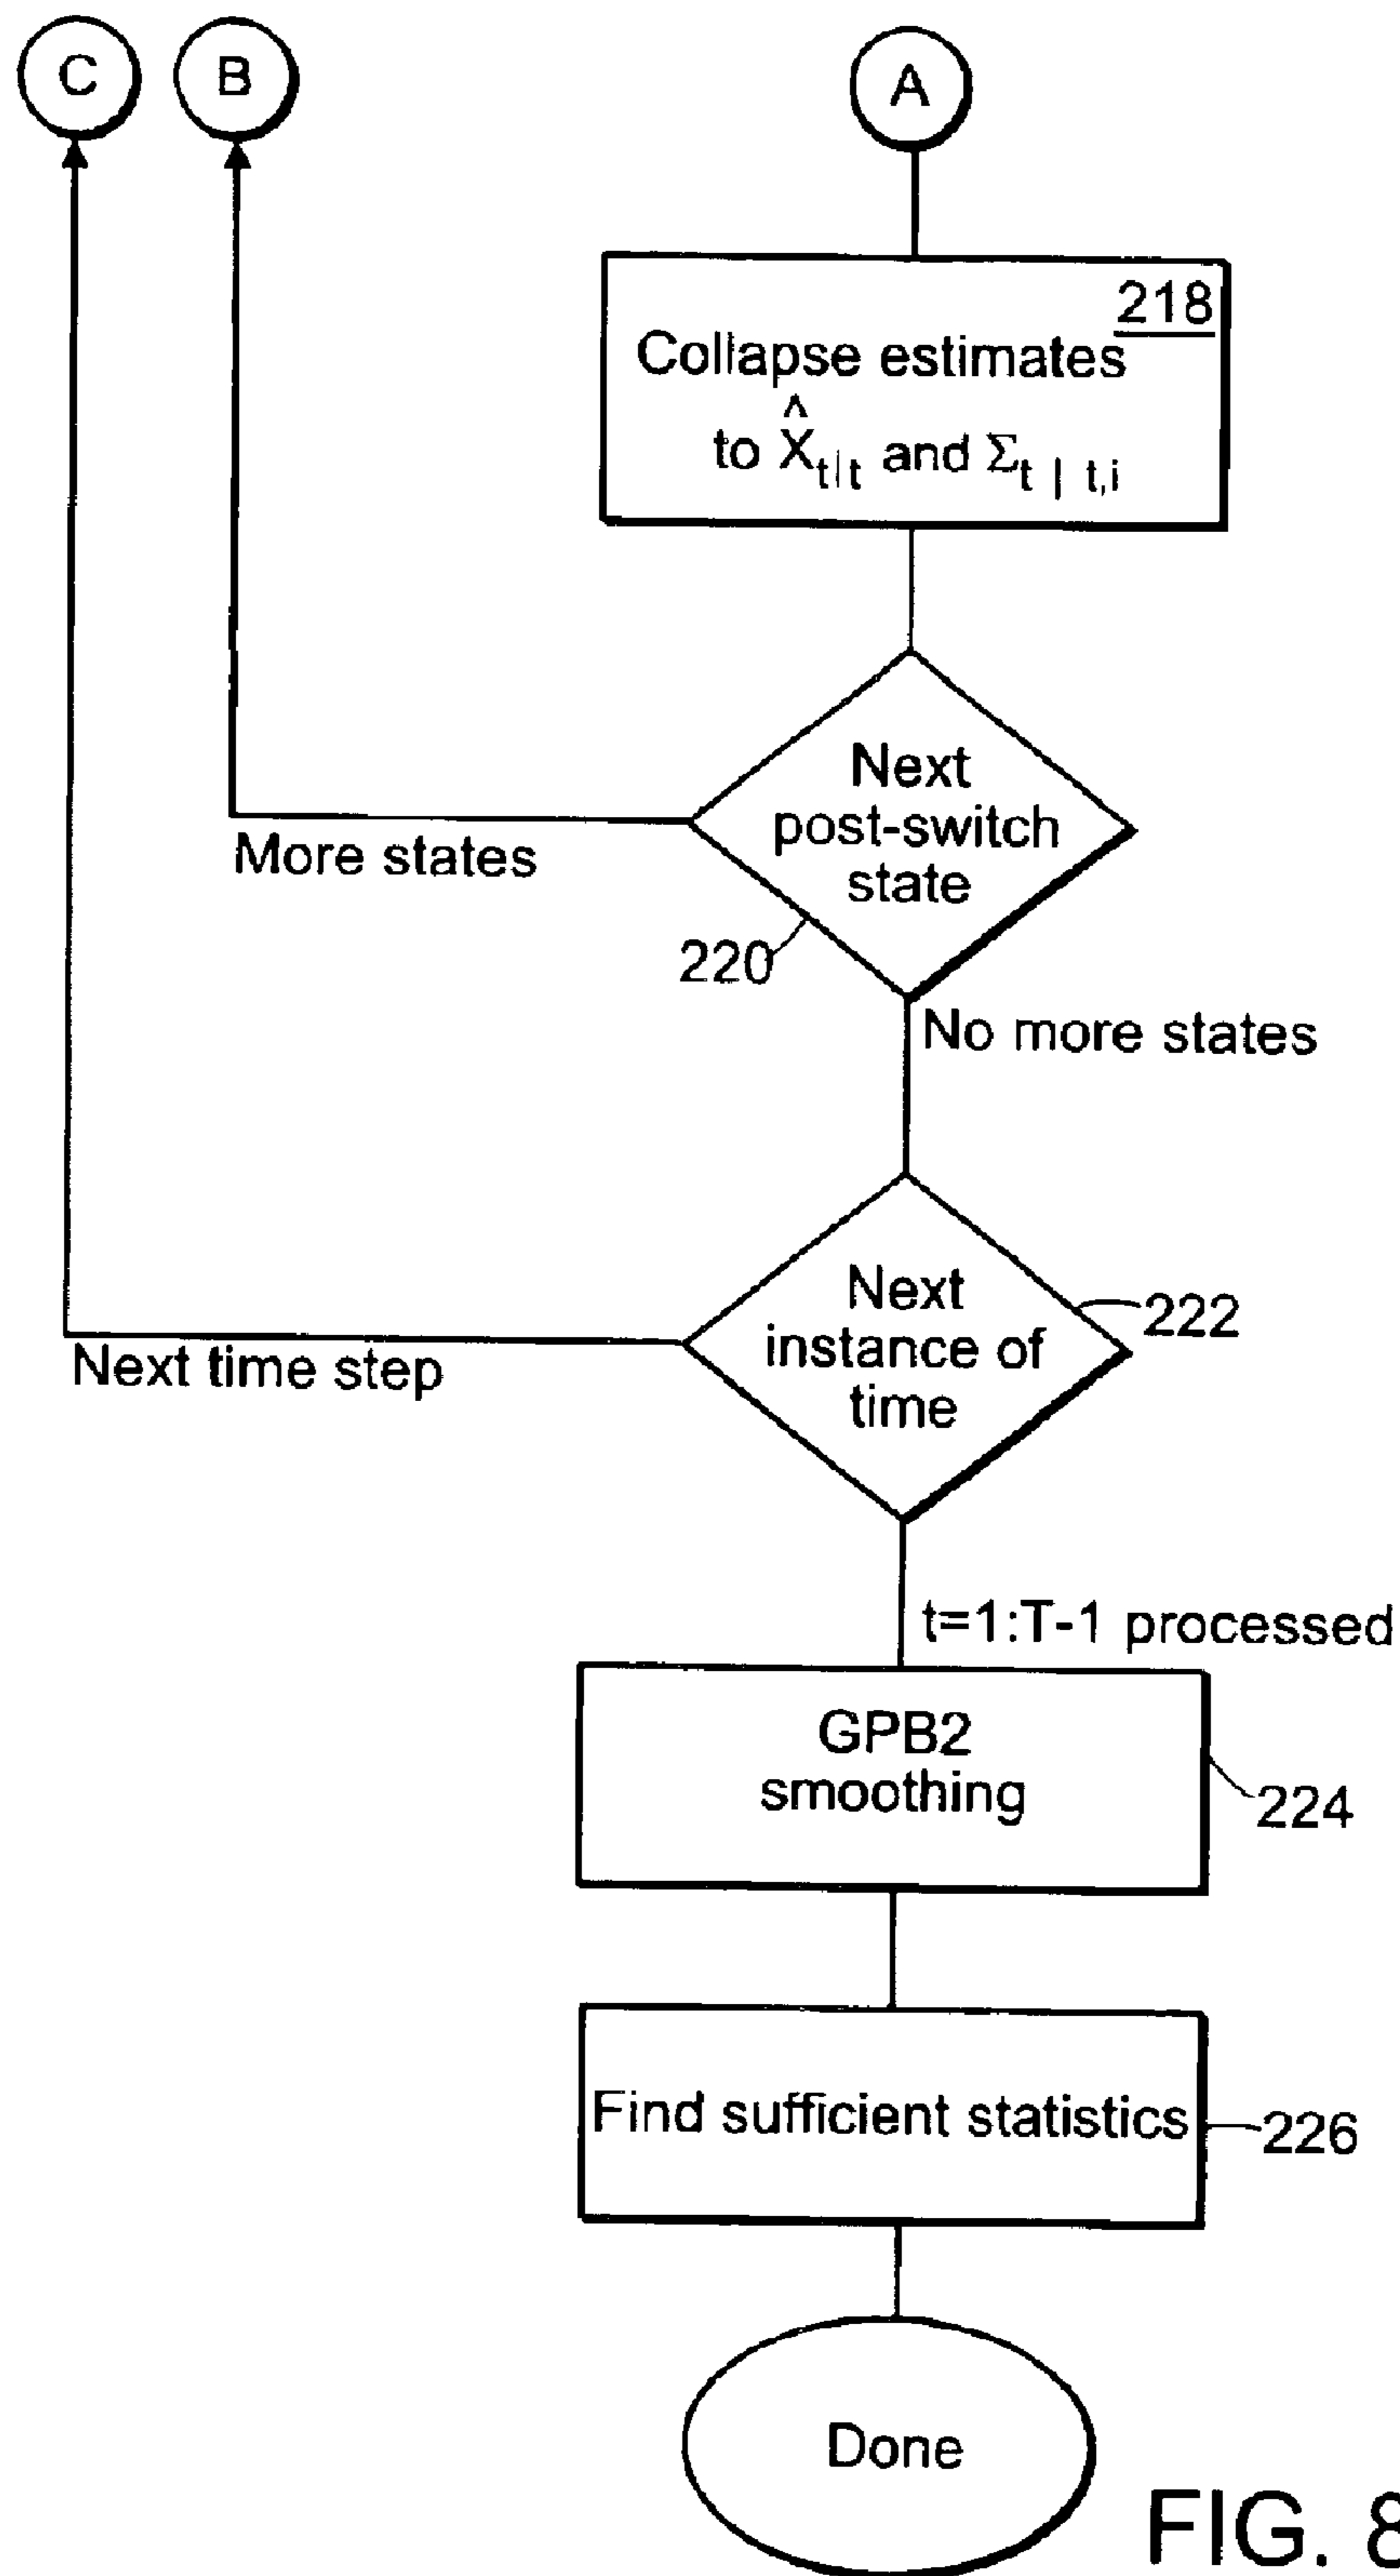 C
B
A
218
Collapse estimates
to X̂t|t and Σt | t,i
Next
post-switch
state
More states
220
No more states
Next
instance of
time
222
Next time step
t=1:T-1 processed
GPB2
smoothing
224
Find sufficient statistics
226
Done
FIG. 8